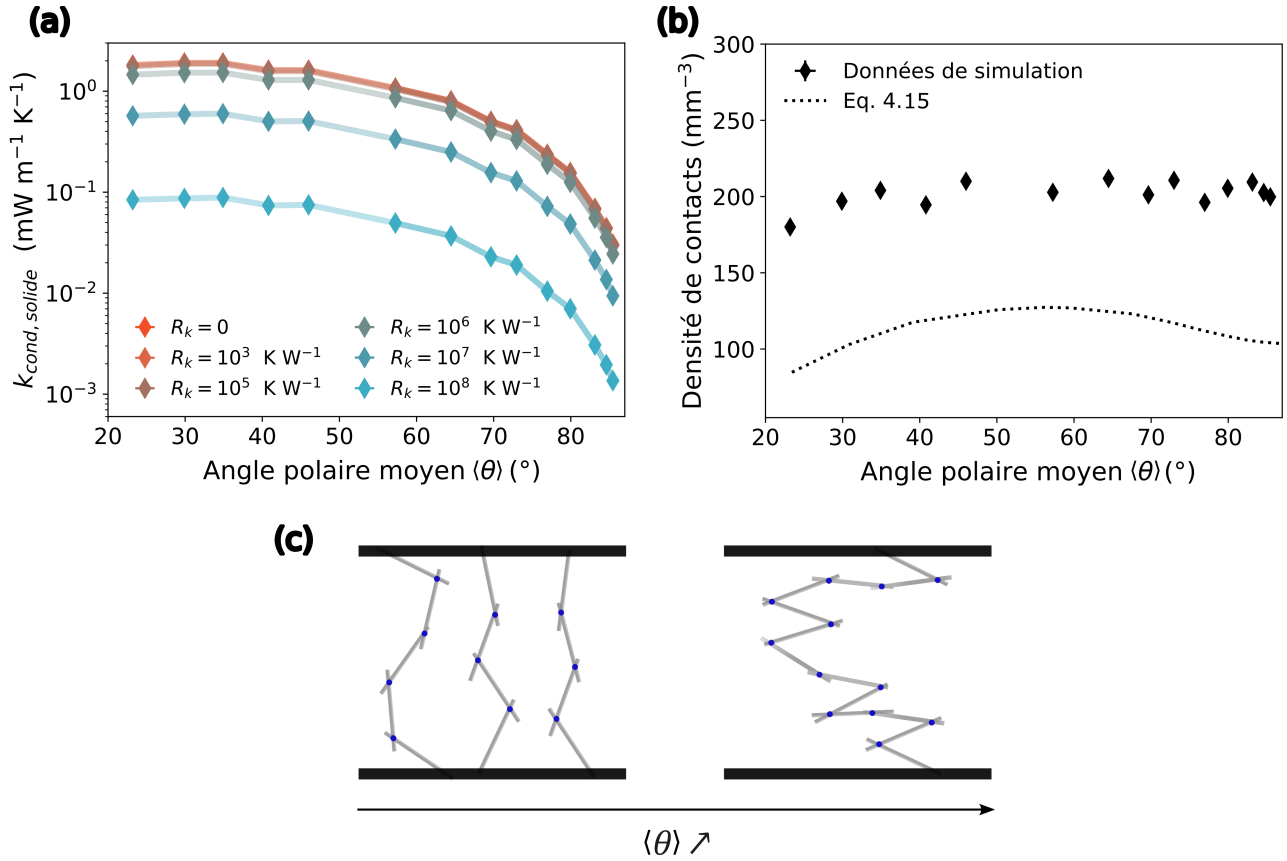 (a)
k_cond,solide (mW m⁻¹ K⁻¹)
10⁰
10⁻¹
10⁻²
10⁻³
R_k = 0
R_k = 10³ K W⁻¹
R_k = 10⁵ K W⁻¹
R_k = 10⁶ K W⁻¹
R_k = 10⁷ K W⁻¹
R_k = 10⁸ K W⁻¹
20 30 40 50 60 70 80
Angle polaire moyen ⟨θ⟩ (°)
(b)
Densité de contacts (mm⁻³)
300
250
200
150
100
Données de simulation
Eq. 4.15
20 30 40 50 60 70 80
Angle polaire moyen ⟨θ⟩ (°)
(c)
⟨θ⟩ ↗